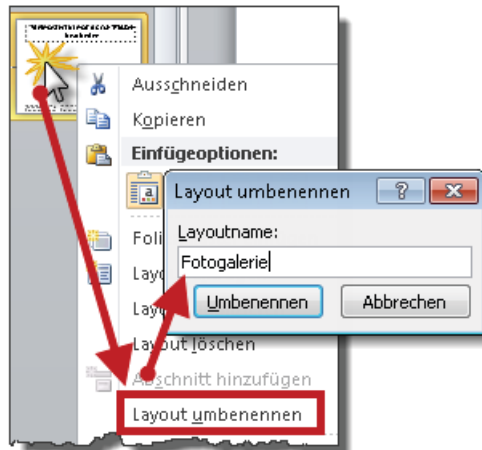 Ausschneiden
Kopieren
Einfügeoptionen:
a
Layout umbenennen
?
Layoutname:
Fotogalerie
Umbenennen Abbrechen
Layout löschen
Abschnitt hinzufügen
Layout umbenennen